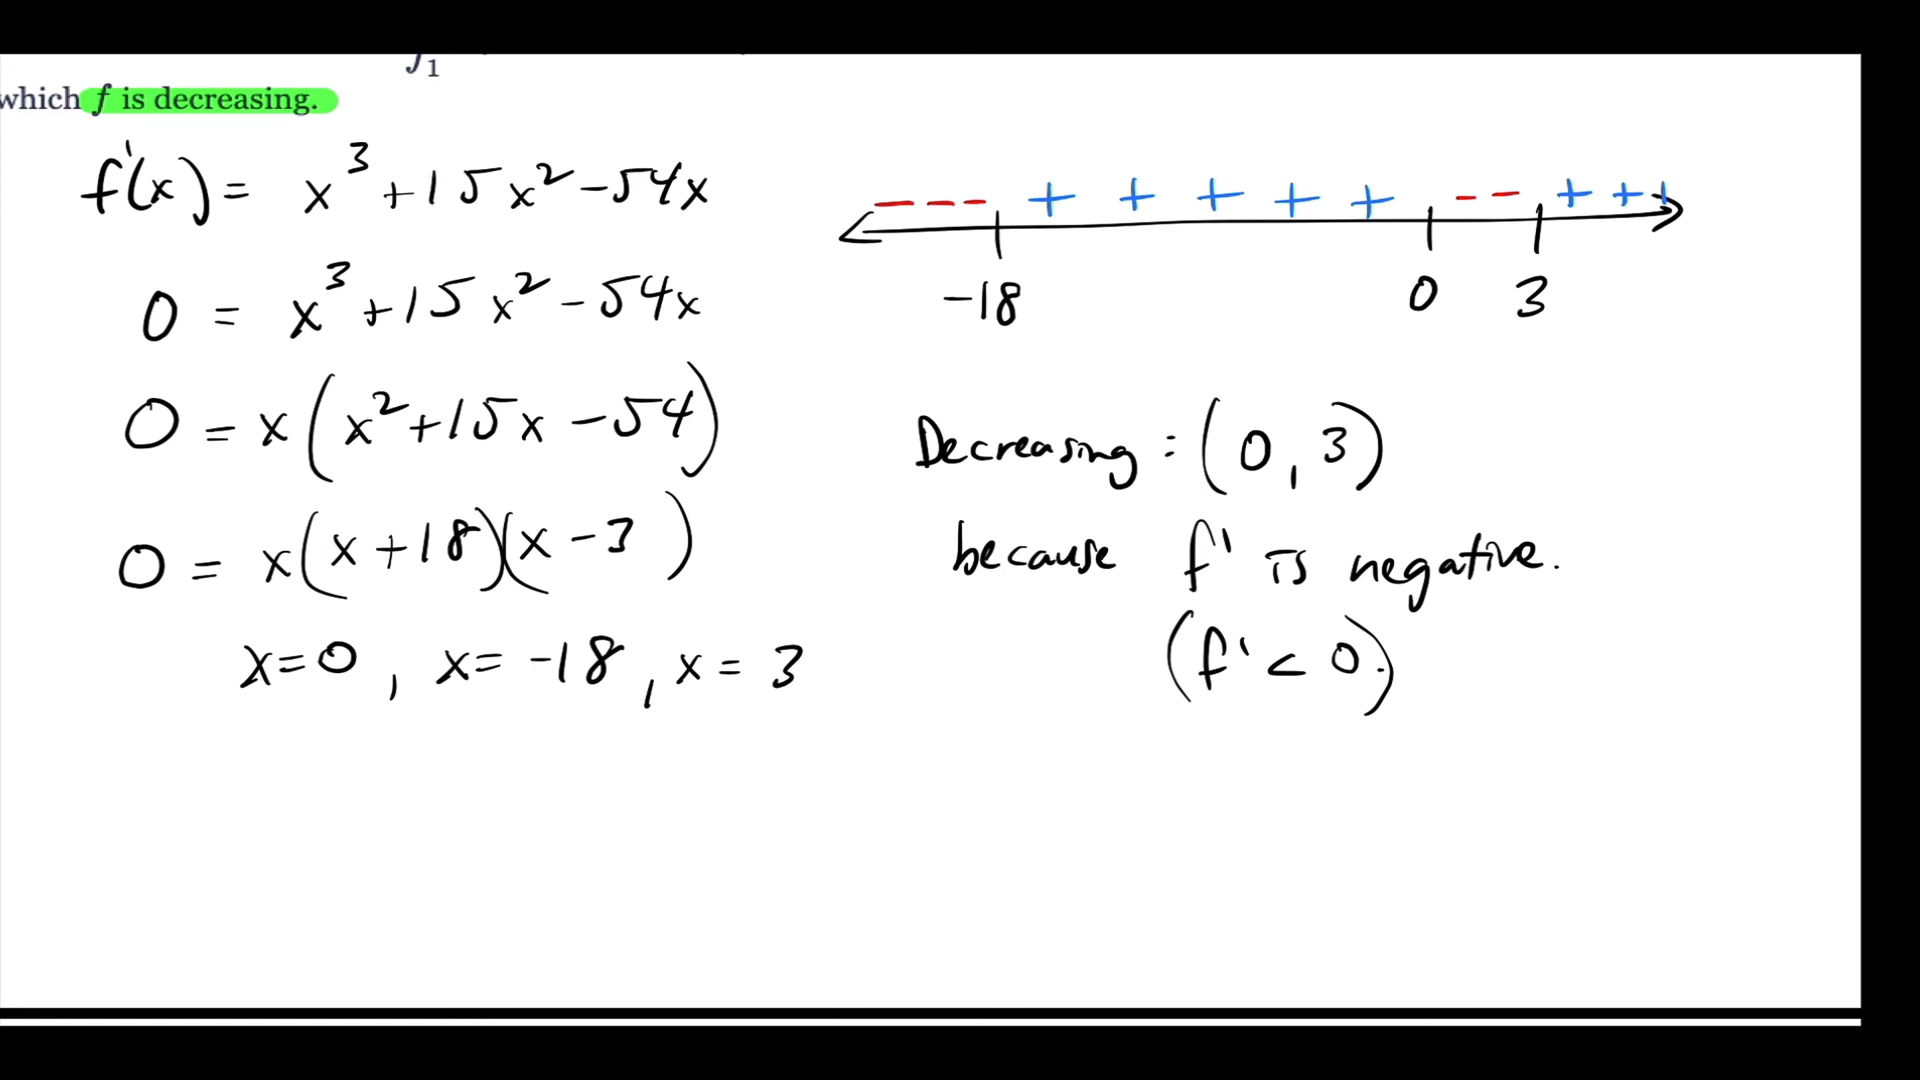 ∫₁
which f is decreasing.
f'(x) = x³ + 15x² - 54x
0 = x³ + 15x² - 54x
0 = x(x² + 15x - 54)
0 = x(x + 18)(x - 3)
x = 0, x = -18, x = 3
- - - + + + + + - - + + +
-18 0 3
Decreasing : (0, 3)
because f' is negative.
(f' < 0.)